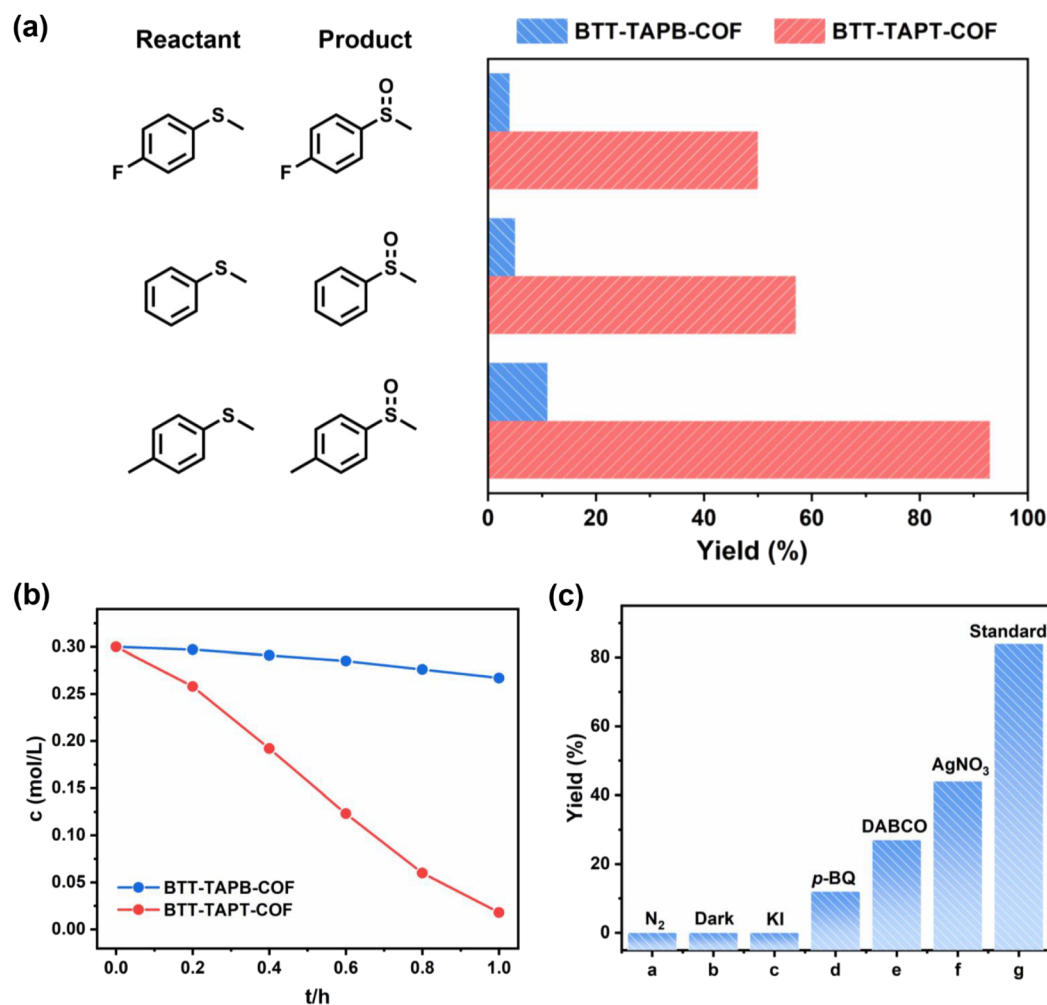 (a)
Reactant Product
BTT-TAPB-COF BTT-TAPT-COF
S
F
O
S
F
S
O
S
S
O
S
0 20 40 60 80 100
Yield (%)
(b)
0.30
0.25
0.20
0.15
0.10
0.05
0.00
c (mol/L)
BTT-TAPB-COF
BTT-TAPT-COF
0.0 0.2 0.4 0.6 0.8 1.0
t/h
(c)
80
60
40
20
0
Yield (%)
N₂ Dark KI p-BQ DABCO AgNO₃ Standard
a b c d e f g